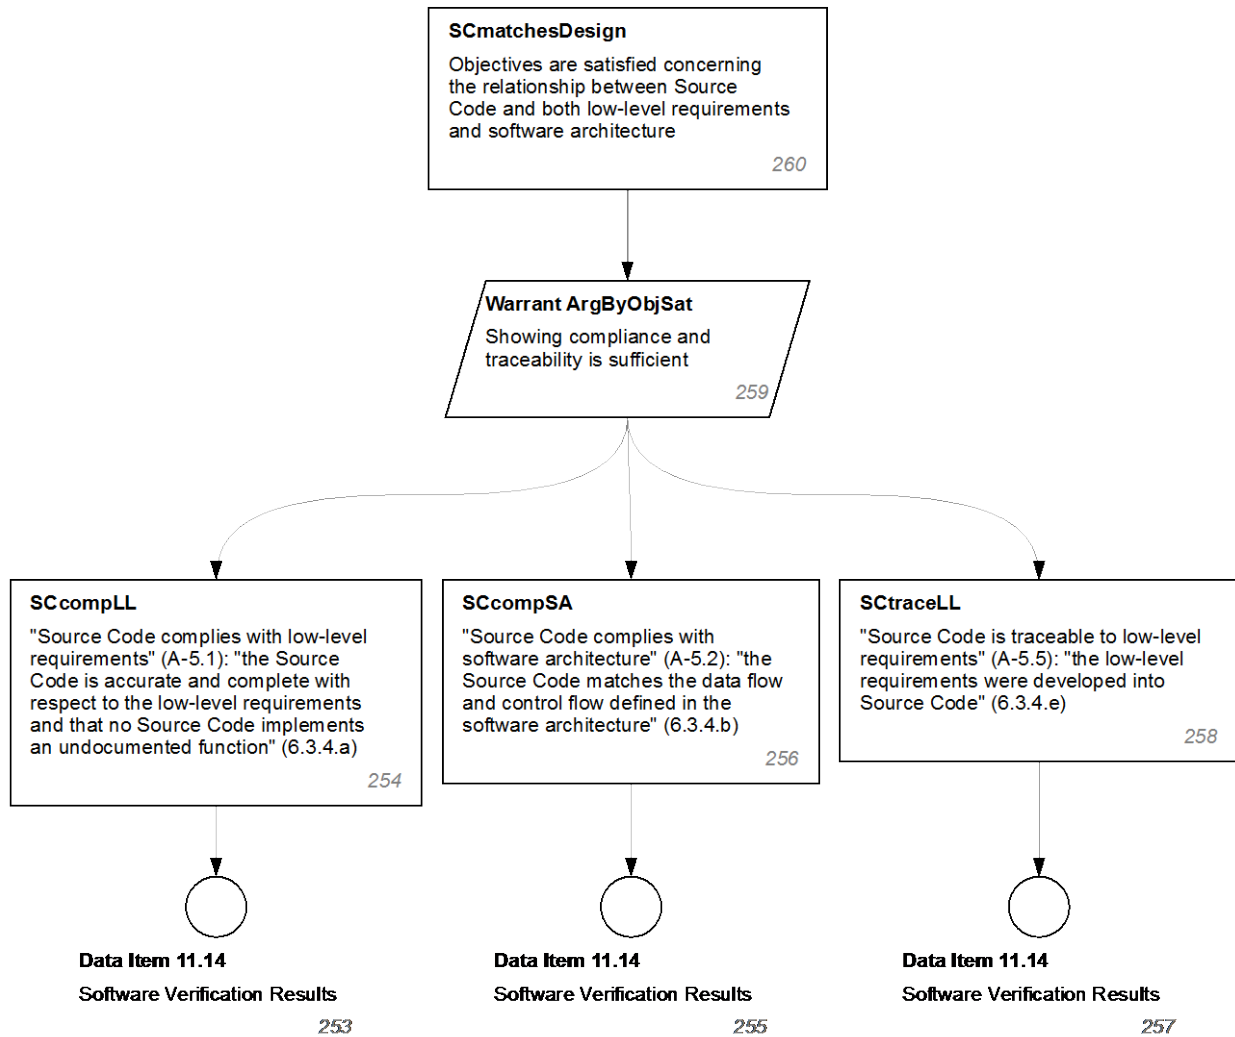 SCmatchesDesign
Objectives are satisfied concerning
the relationship between Source
Code and both low-level requirements
and software architecture
260
Warrant ArgByObjSat
Showing compliance and
traceability is sufficient
259
SCcompLL
"Source Code complies with low-level
requirements" (A-5.1): "the Source
Code is accurate and complete with
respect to the low-level requirements
and that no Source Code implements
an undocumented function" (6.3.4.a)
254
SCcompSA
"Source Code complies with
software architecture" (A-5.2): "the
Source Code matches the data flow
and control flow defined in the
software architecture" (6.3.4.b)
256
SCtraceLL
"Source Code is traceable to low-level
requirements" (A-5.5): "the low-level
requirements were developed into
Source Code" (6.3.4.e)
258
Data Item 11.14
Software Verification Results
253
Data Item 11.14
Software Verification Results
255
Data Item 11.14
Software Verification Results
257